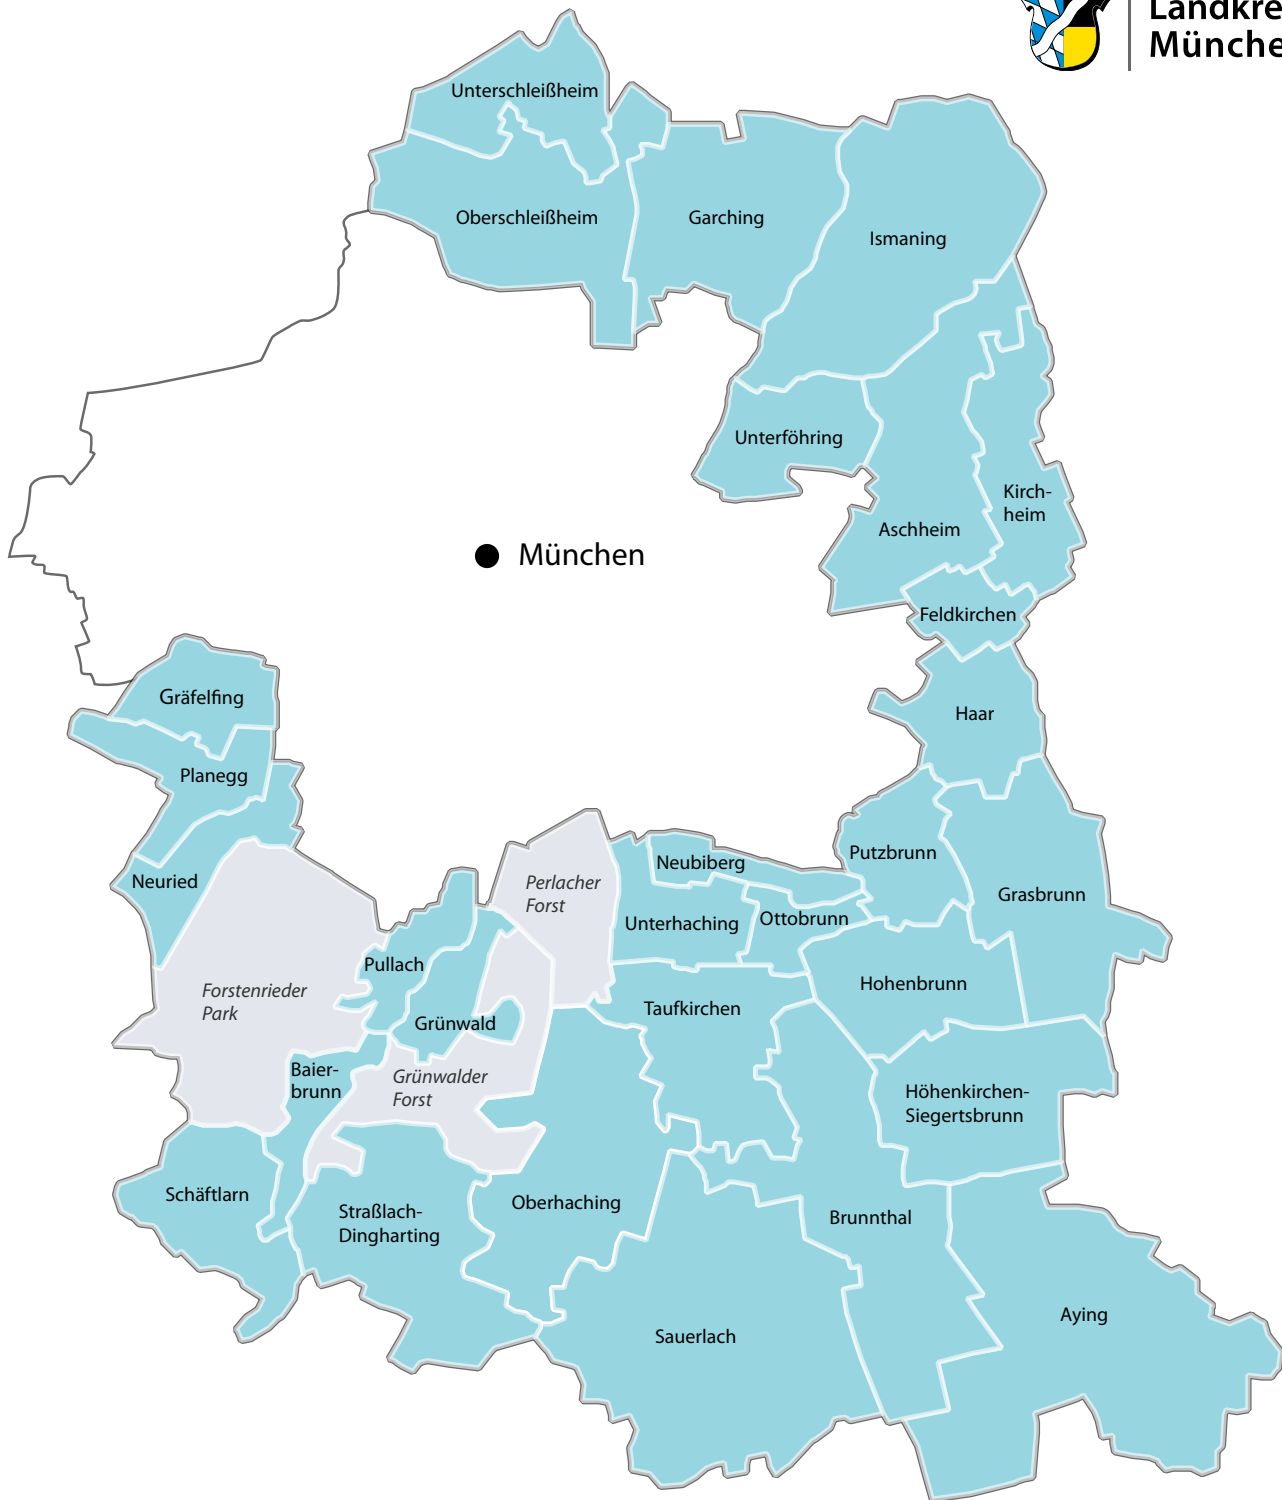 Landkre
Münche
Unterschleißheim
Oberschleißheim
Garching
Ismaning
Unterföhring
Kirch-
heim
Aschheim
München
Feldkirchen
Gräfelfing
Haar
Planegg
Neuried
Perlacher
Forst
Neubiberg
Putzbrunn
Unterhaching
Ottobrunn
Grasbrunn
Pullach
Forstenrieder
Park
Hohenbrunn
Taufkirchen
Grünwald
Baier-
brunn
Grünwalder
Forst
Höhenkirchen-
Siegertsbrunn
Schäftlarn
Straßlach-
Dingharting
Oberhaching
Brunnthal
Aying
Sauerlach